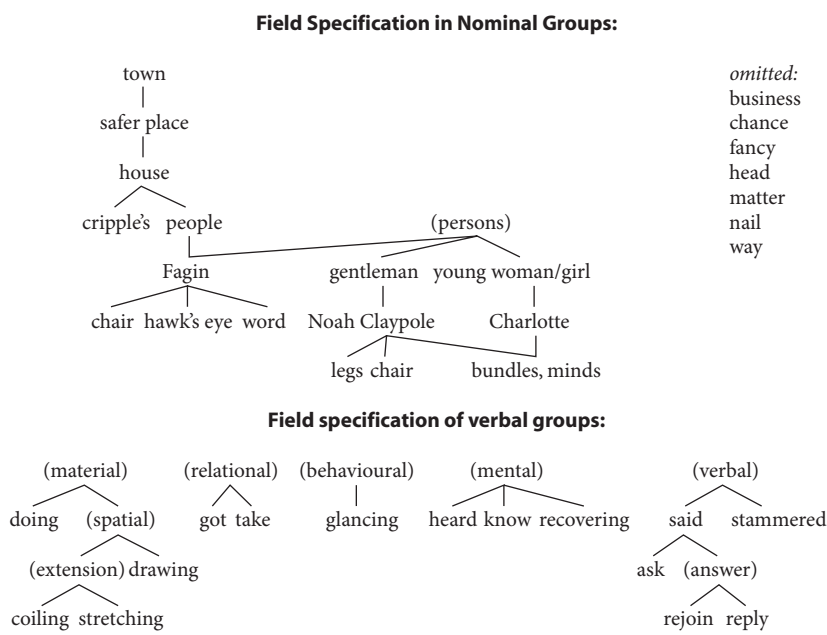 Field Specification in Nominal Groups:
town
omitted:
business
safer place
chance
fancy
house
head
matter
cripple's people
(persons)
nail
way
Fagin
gentleman young woman/girl
chair hawk's eye word
Noah Claypole
Charlotte
legs chair
bundles, minds
Field specification of verbal groups:
(material) (relational) (behavioural) (mental) (verbal)
doing (spatial) got take glancing heard know recovering said stammered
(extension) drawing ask (answer)
coiling stretching rejoin reply